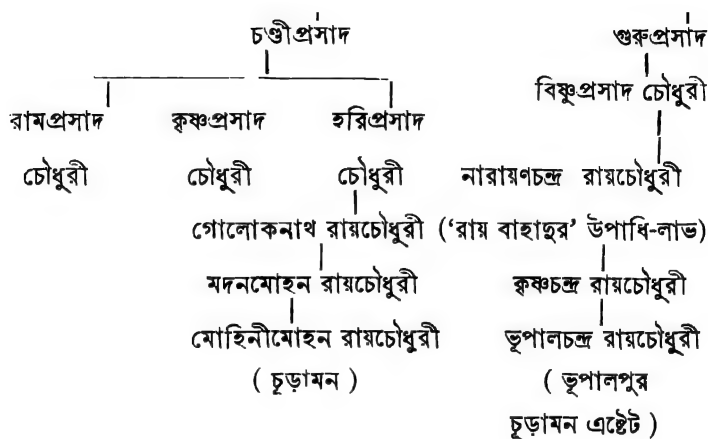 চণ্ডীপ্রসাদ গুরুপ্রসাদ
বিষ্ণুপ্রসাদ চৌধুরী
রামপ্রসাদ কৃষ্ণপ্রসাদ হরিপ্রসাদ
চৌধুরী চৌধুরী চৌধুরী নারায়ণচন্দ্র রায়চৌধুরী
গোলোকনাথ রায়চৌধুরী (‘রায় বাহাদুর’ উপাধি-লাভ)
মদনমোহন রায়চৌধুরী কৃষ্ণচন্দ্র রায়চৌধুরী
মোহিনীমোহন রায়চৌধুরী ভূপালচন্দ্র রায়চৌধুরী
( চূড়ামন ) ( ভূপালপুর
চূড়ামন এষ্টেট )